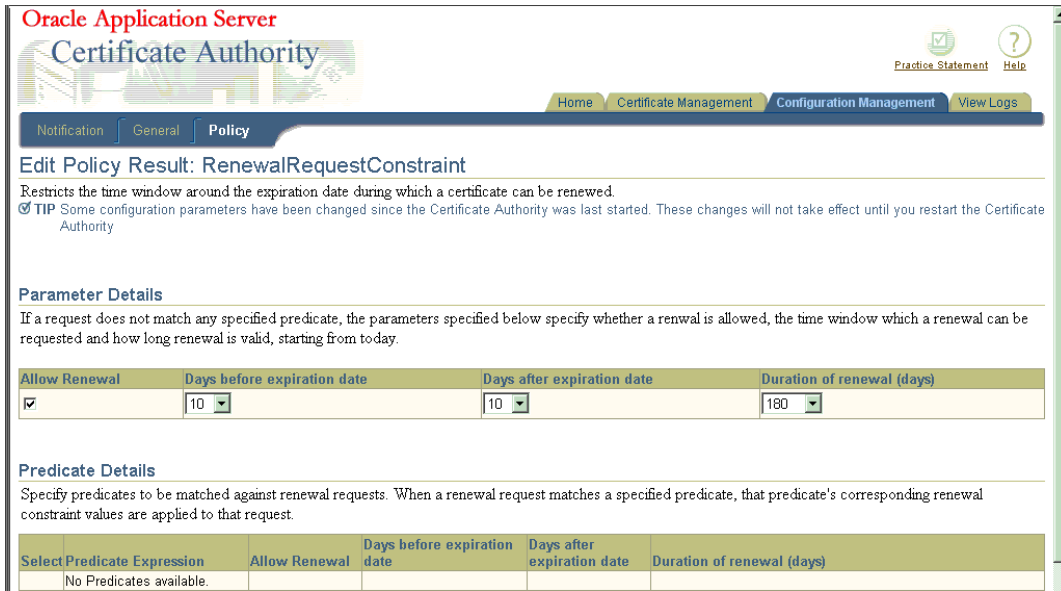 Oracle Application Server
Certificate Authority
Practice Statement Help
Home Certificate Management Configuration Management View Logs
Notification General Policy
Edit Policy Result: RenewalRequestConstraint
Restricts the time window around the expiration date during which a certificate can be renewed.
TIP Some configuration parameters have been changed since the Certificate Authority was last started. These changes will not take effect until you restart the Certificate
Authority
Parameter Details
If a request does not match any specified predicate, the parameters specified below specify whether a renwal is allowed, the time window which a renewal can be
requested and how long renewal is valid, starting from today.
Allow Renewal Days before expiration date Days after expiration date Duration of renewal (days)
10 10 180
Predicate Details
Specify predicates to be matched against renewal requests. When a renewal request matches a specified predicate, that predicate's corresponding renewal
constraint values are applied to that request.
Select Predicate Expression Allow Renewal Days before expiration date Days after expiration date Duration of renewal (days)
No Predicates available.